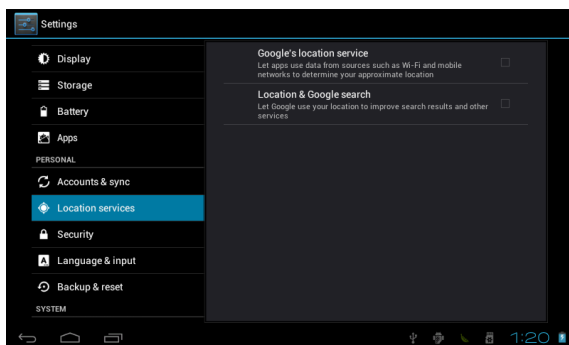 Settings
Display
Storage
Battery
Apps
PERSONAL
Accounts & sync
Location services
Security
Language & input
Backup & reset
SYSTEM
Google's location service
Let apps use data from sources such as Wi-Fi and mobile
networks to determine your approximate location
Location & Google search
Let Google use your location to improve search results and other
services
A
1:20